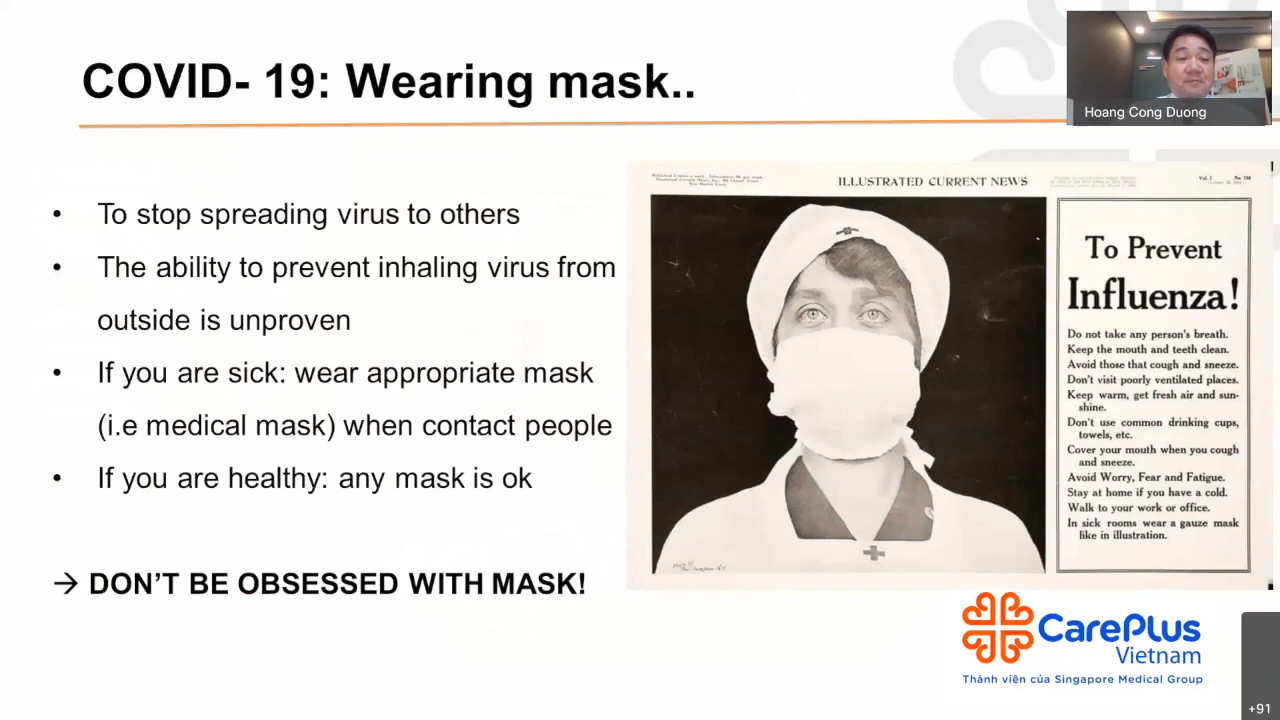 COVID- 19: Wearing mask..
Hoang Cong Duong
• To stop spreading virus to others
• The ability to prevent inhaling virus from
outside is unproven
• If you are sick: wear appropriate mask
(i.e medical mask) when contact people
• If you are healthy: any mask is ok
→ DON’T BE OBSESSED WITH MASK!
ILLUSTRATED CURRENT NEWS
To Prevent
Influenza!
Do not take any person's breath.
Keep the mouth and teeth clean.
Avoid those that cough and sneeze.
Don't visit poorly ventilated places.
Keep warm, get fresh air and sun-
shine.
Don't use common drinking cups,
towels, etc.
Cover your mouth when you cough
and sneeze.
Avoid Worry, Fear and Fatigue.
Stay at home if you have a cold.
Walk to your work or office.
In sick rooms wear a gauze mask
like in illustration.
CarePlus
Vietnam
Thành viên của Singapore Medical Group
+91